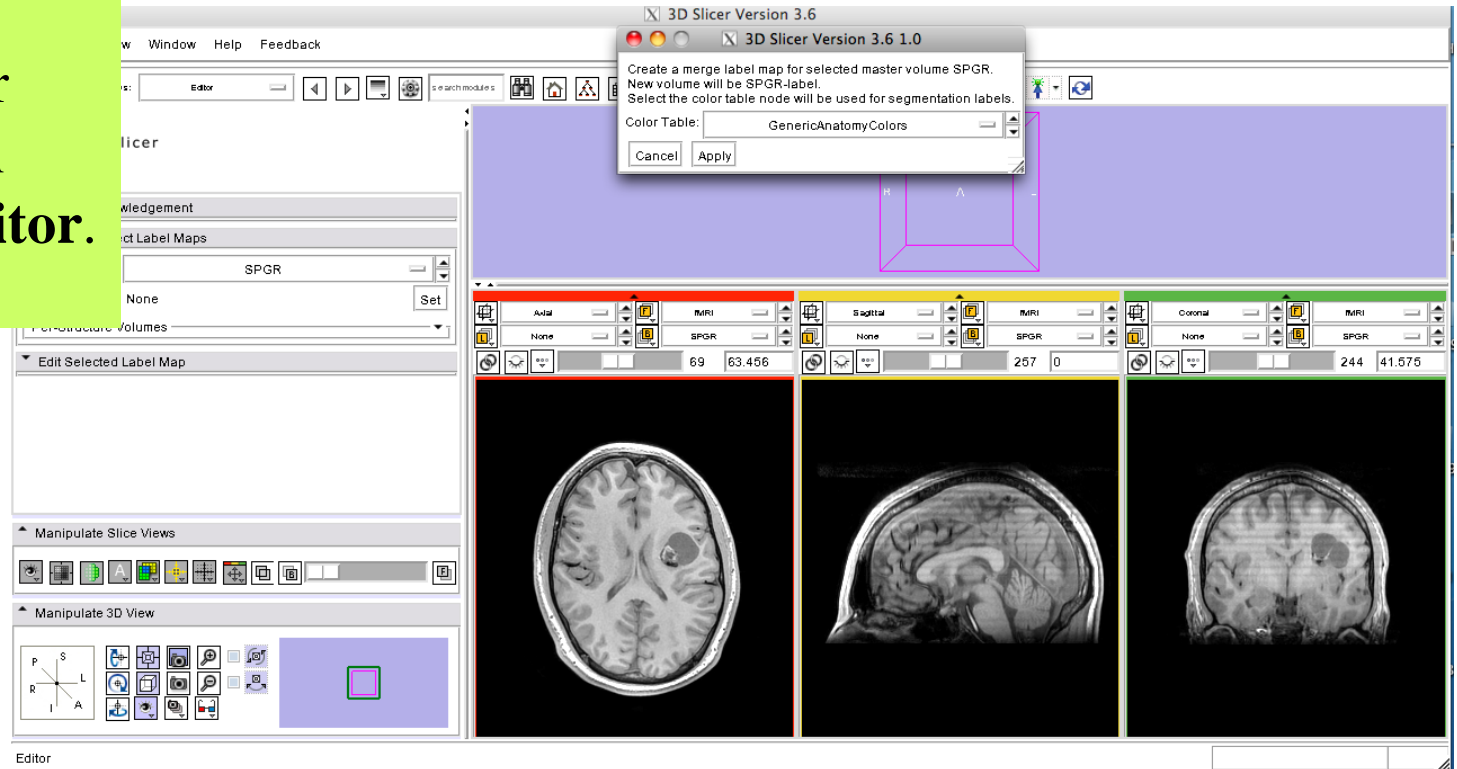 3D Slicer Version 3.6
w Window Help Feedback
3D Slicer Version 3.6 1.0
r
itor.
s: Editor
search modules
Create a merge label map for selected master volume SPGR.
New volume will be SPGR-label.
Select the color table node will be used for segmentation labels.
Color Table: GenericAnatomyColors
Cancel Apply
licer
wledgement
ct Label Maps
SPGR
None Set
Per-Structure Volumes
Edit Selected Label Map
H A L
Axial F fMRI
L None B SPGR
69 63.456
Sagittal F fMRI
L None B SPGR
257 0
Coronal F fMRI
L None B SPGR
244 41.575
Manipulate Slice Views
A B F
Manipulate 3D View
P S
R L
I A
Editor